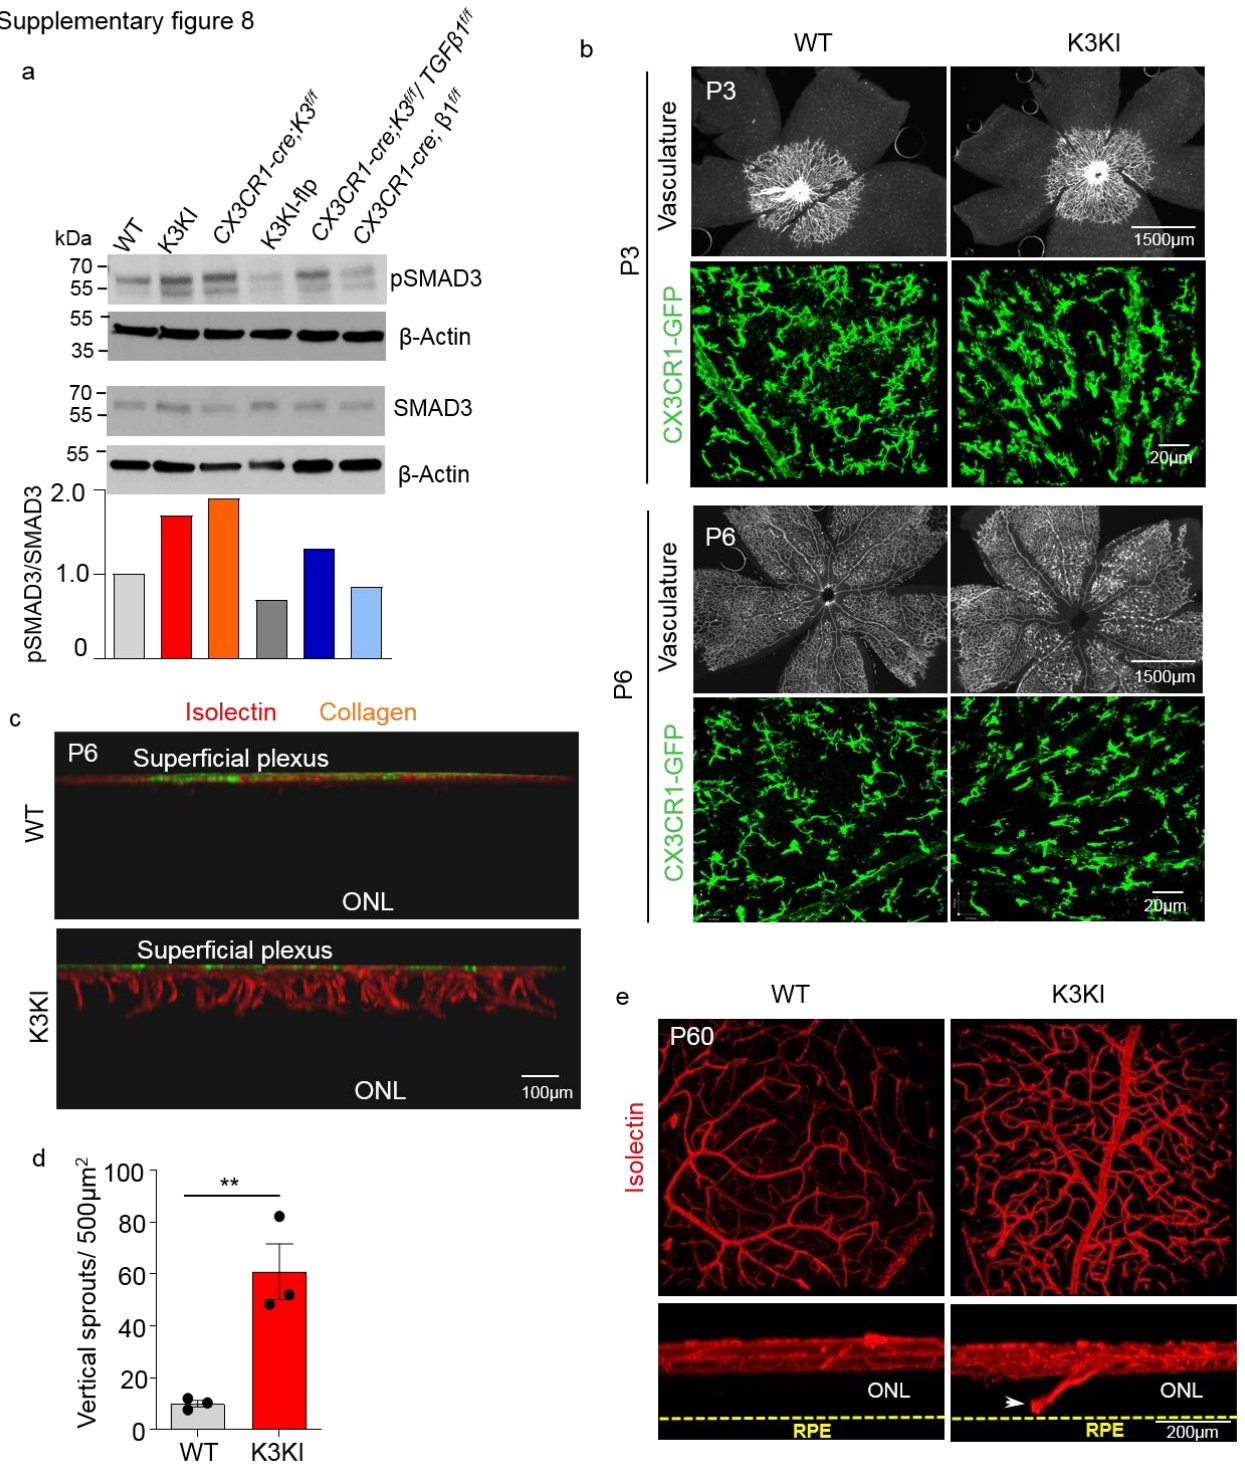 Supplementary figure 8
a
WT
K3KI
CX3CR1-cre;K3f/f
K3KI-flp
CX3CR1-cre;K3f/f/ TGFβ1f/f
CX3CR1-cre; β1f/f
kDa
70
55
pSMAD3
55
35
β-Actin
70
55
SMAD3
55
β-Actin
pSMAD3/SMAD3
2.0
1.0
0
b
WT
K3KI
P3
Vasculature
P3
1500µm
CX3CR1-GFP
20µm
P6
Vasculature
P6
1500µm
CX3CR1-GFP
20µm
c
Isolectin
Collagen
P6
Superficial plexus
WT
ONL
Superficial plexus
K3KI
ONL
100µm
d
Vertical sprouts/ 500µm2
100
80
60
40
20
0
**
WT
K3KI
e
WT
K3KI
P60
Isolectin
ONL
RPE
ONL
RPE
200µm